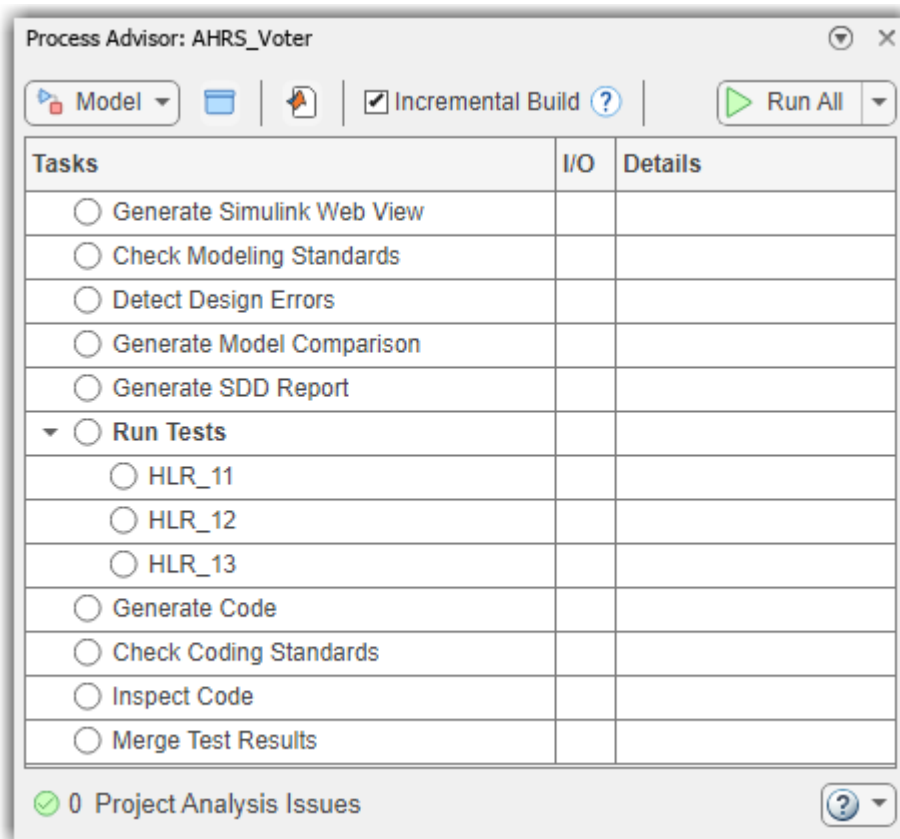 Process Advisor: AHRS_Voter
Model Incremental Build ? Run All
Tasks I/O Details
Generate Simulink Web View
Check Modeling Standards
Detect Design Errors
Generate Model Comparison
Generate SDD Report
Run Tests
HLR_11
HLR_12
HLR_13
Generate Code
Check Coding Standards
Inspect Code
Merge Test Results
0 Project Analysis Issues ?